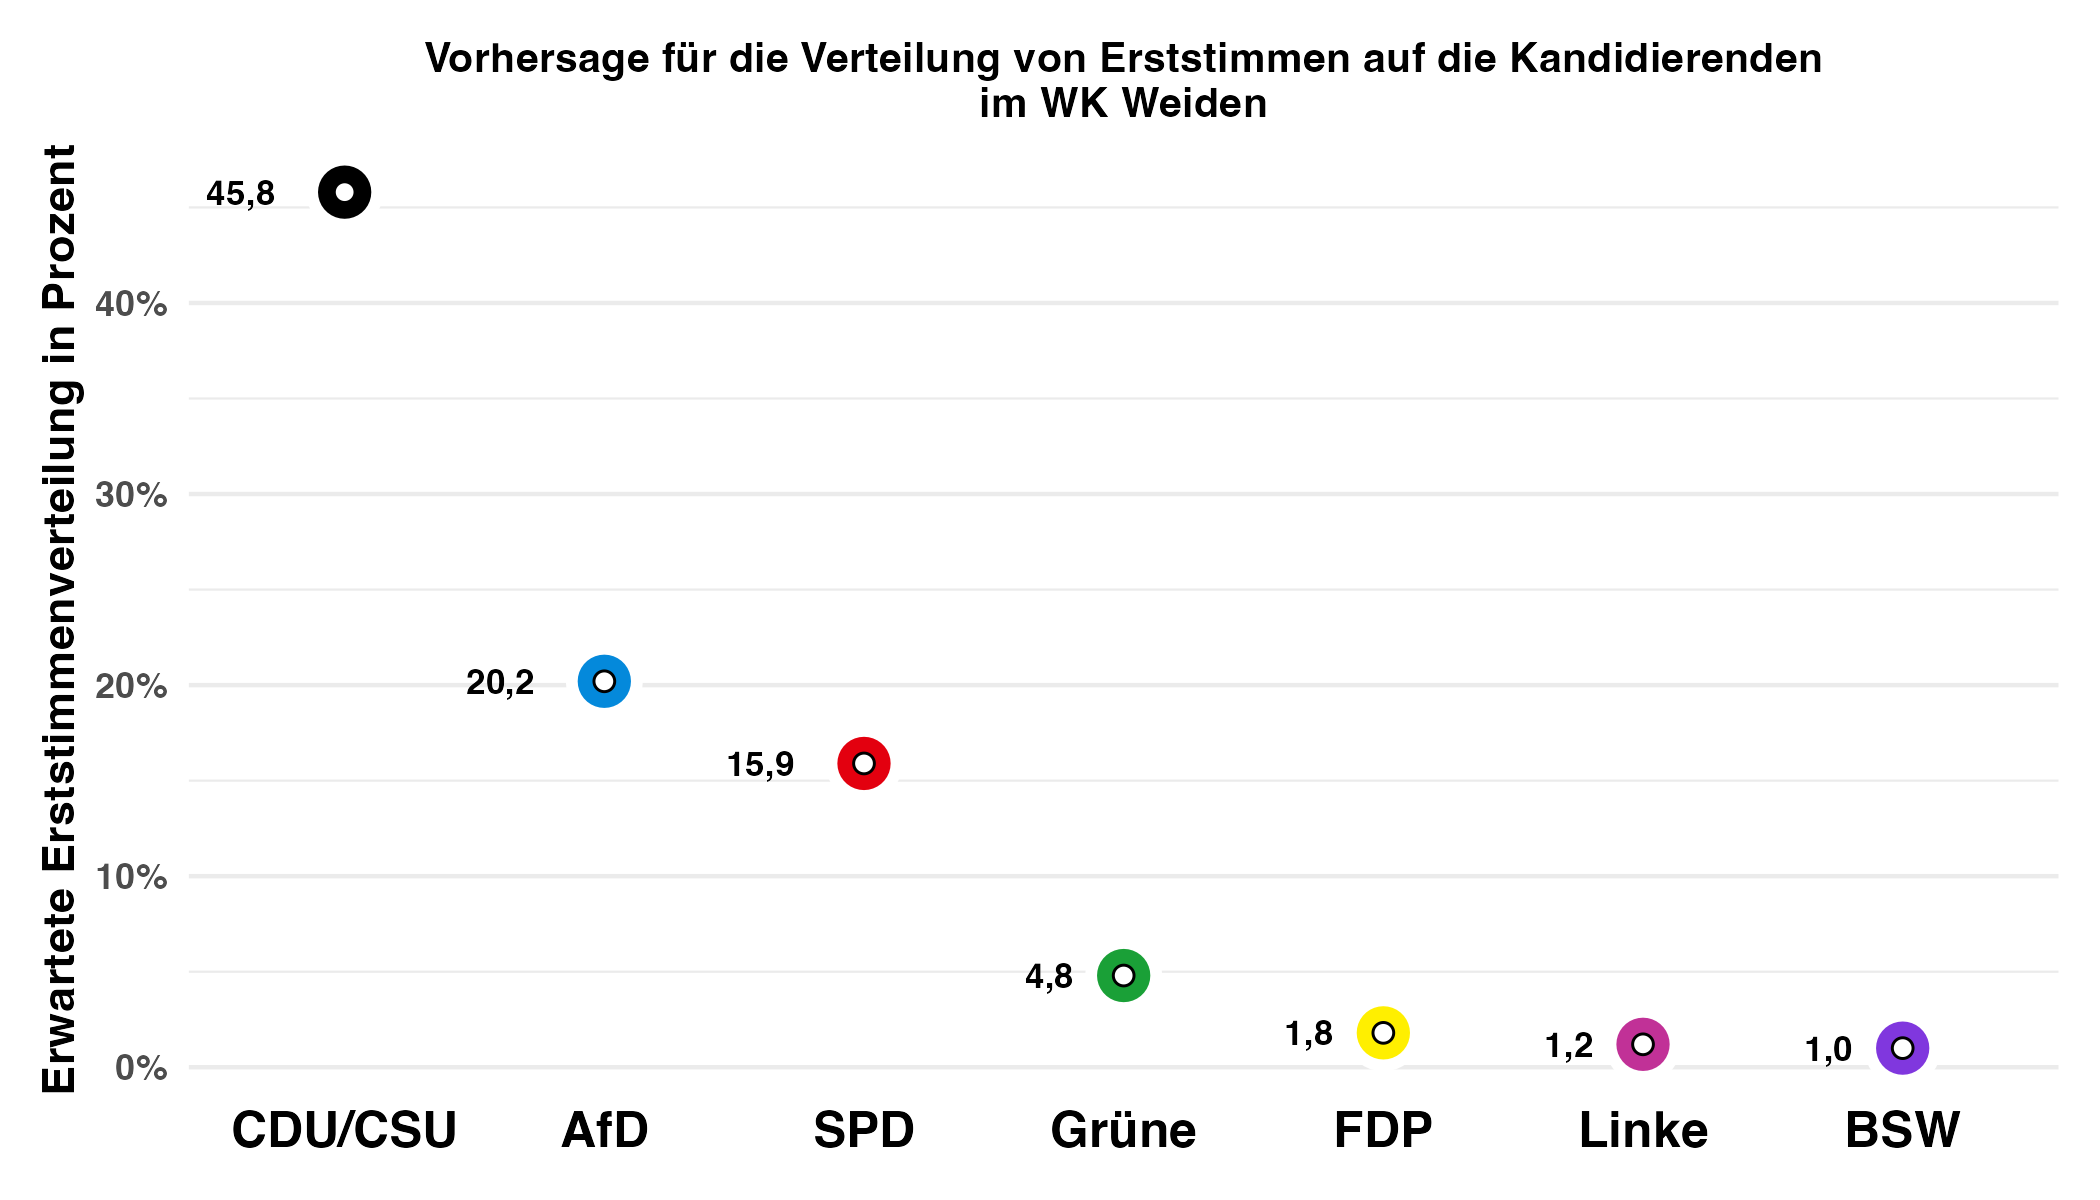 Vorhersage für die Verteilung von Erststimmen auf die Kandidierenden
im WK Weiden
Erwartete Erststimmenverteilung in Prozent
45,8
40%
30%
20,2
20%
15,9
10%
4,8
1,8
1,2
1,0
0%
CDU/CSU
AfD
SPD
Grüne
FDP
Linke
BSW